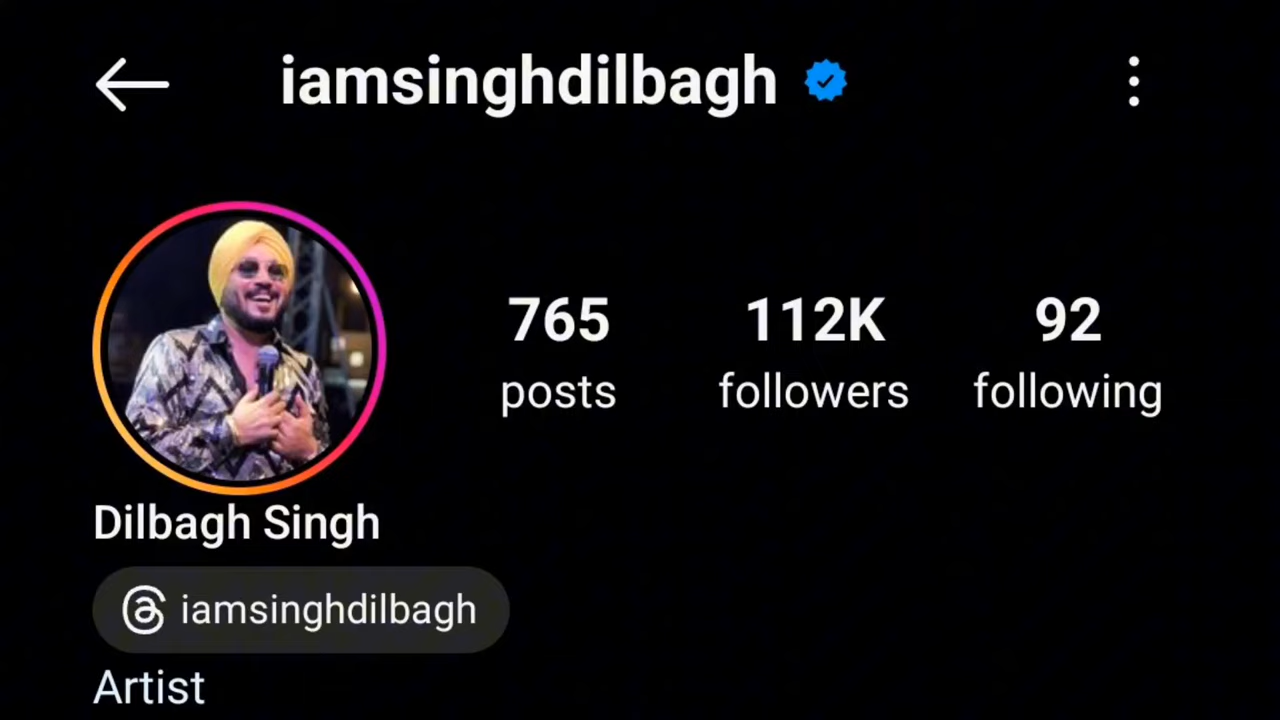 iamsinghdilbagh
765 112K 92
posts followers following
Dilbagh Singh
iamsinghdilbagh
Artist